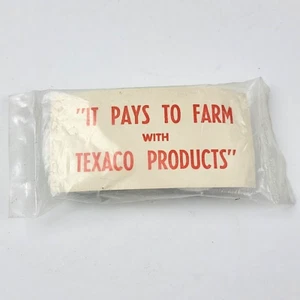 "IT PAYS TO FARM
WITH
TEXACO PRODUCTS"